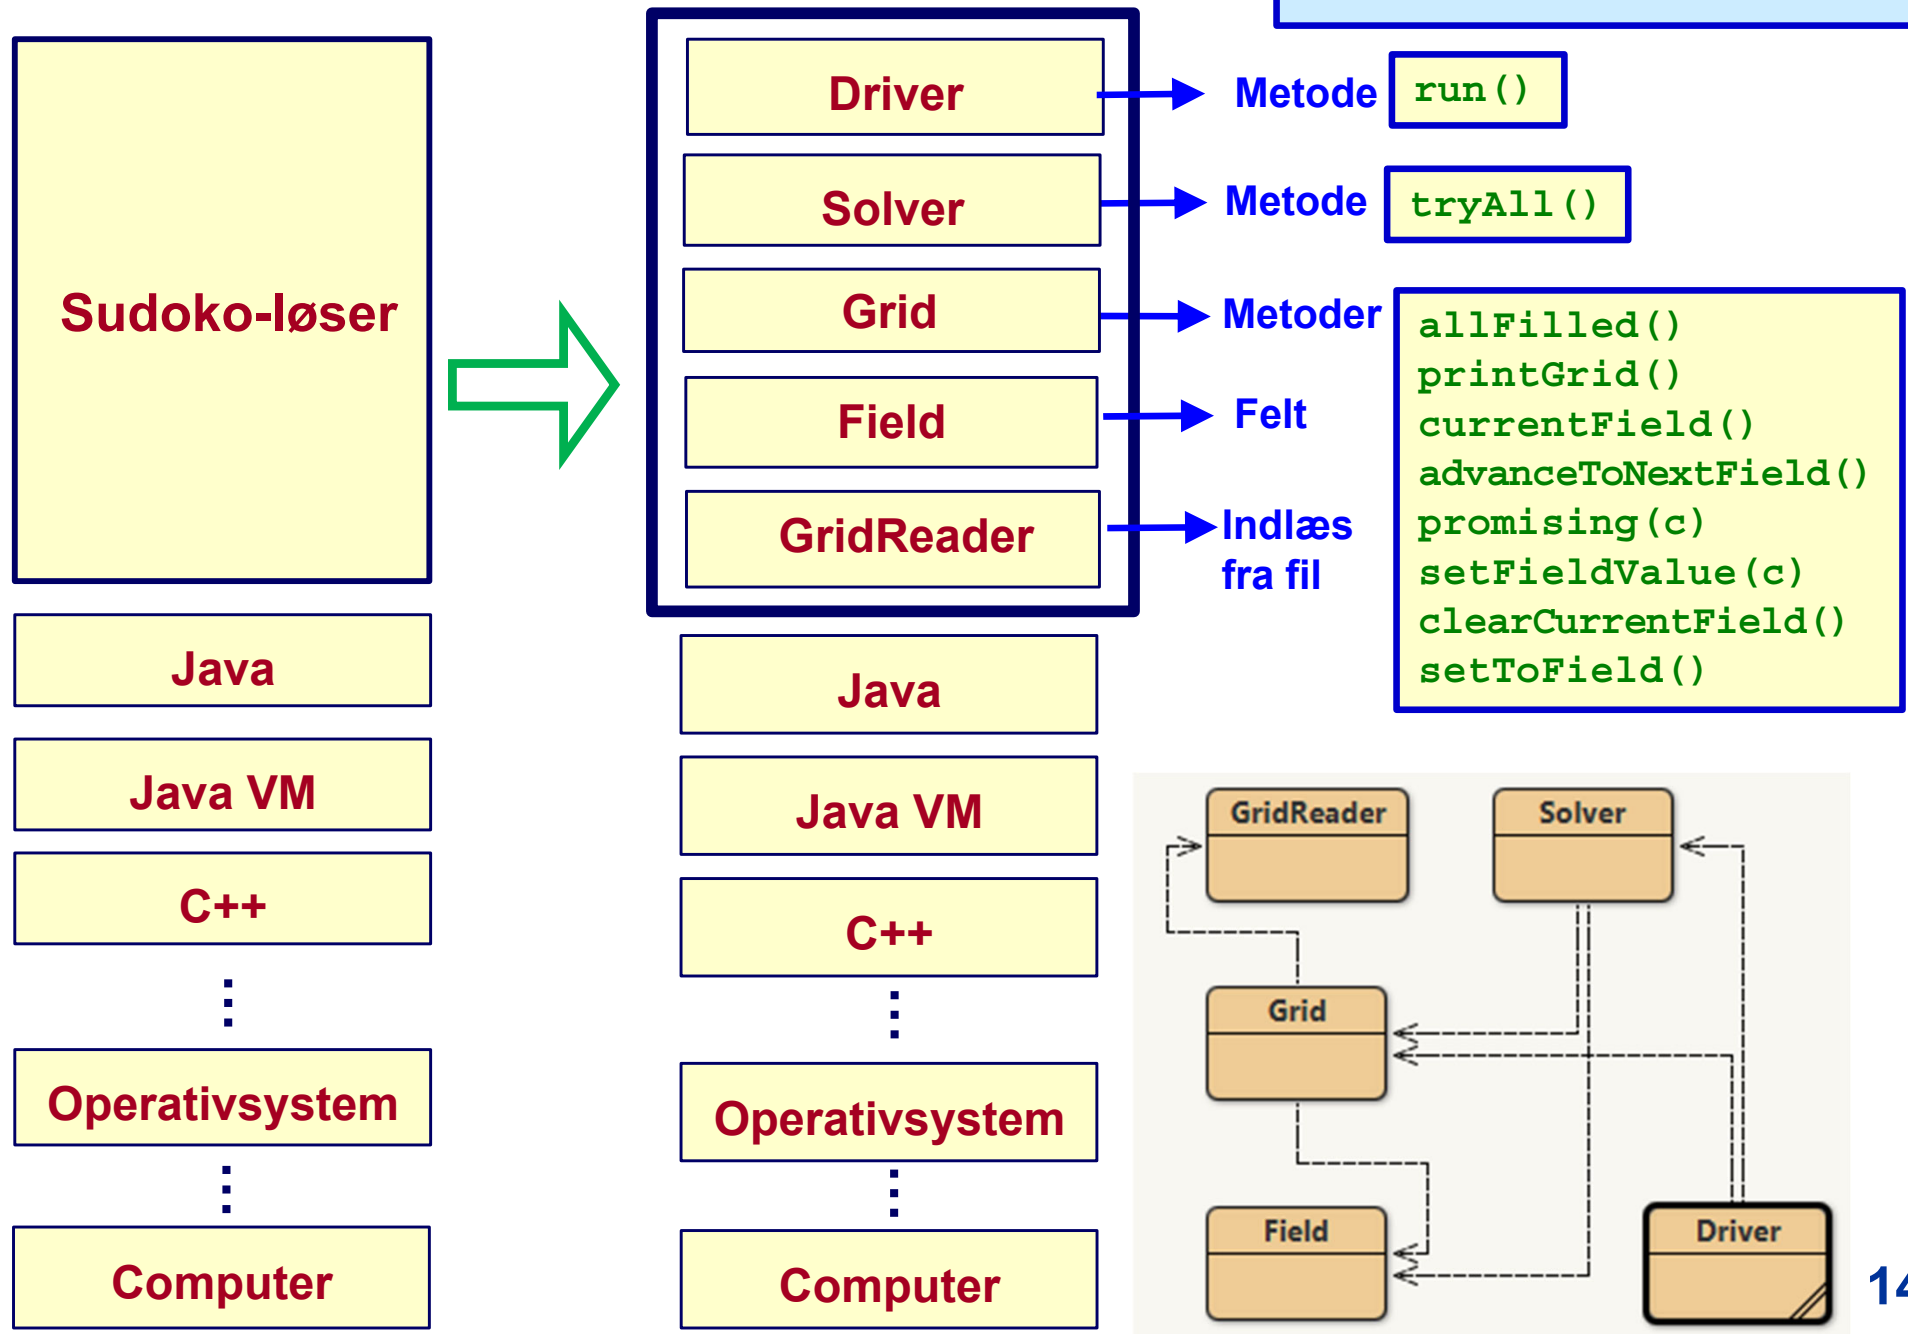 Sudoko-løser
Java
Java VM
C++
Operativsystem
Computer
Driver
Solver
Grid
Field
GridReader
Java
Java VM
C++
Operativsystem
Computer
Metode
run()
Metode
tryAll()
Metoder
Felt
Indlæs
fra fil
allFilled()
printGrid()
currentField()
advanceToNextField()
promising(c)
setFieldValue(c)
clearCurrentField()
setToField()
GridReader
Solver
Grid
Field
Driver
14